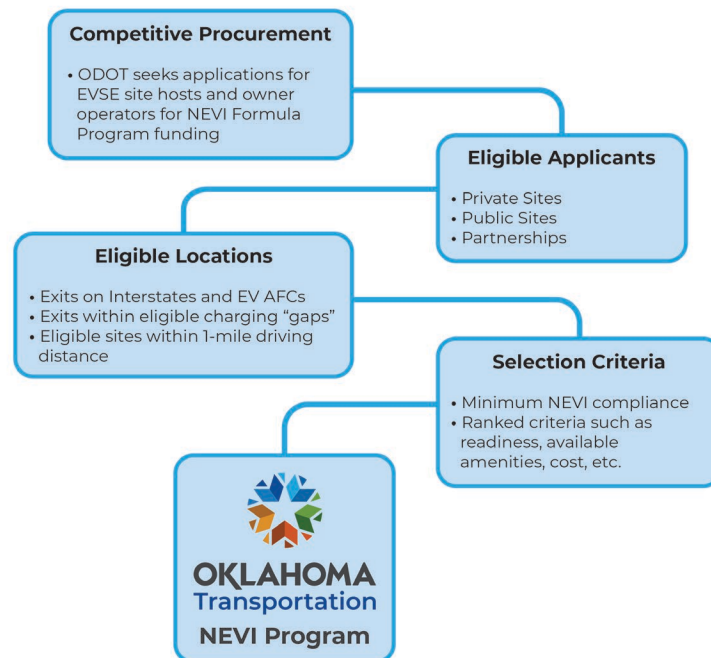 Competitive Procurement
• ODOT seeks applications for
EVSE site hosts and owner
operators for NEVI Formula
Program funding
Eligible Applicants
• Private Sites
• Public Sites
• Partnerships
Eligible Locations
• Exits on Interstates and EV AFCs
• Exits within eligible charging “gaps”
• Eligible sites within 1-mile driving
distance
Selection Criteria
• Minimum NEVI compliance
• Ranked criteria such as
readiness, available
amenities, cost, etc.
OKLAHOMA
Transportation
NEVI Program